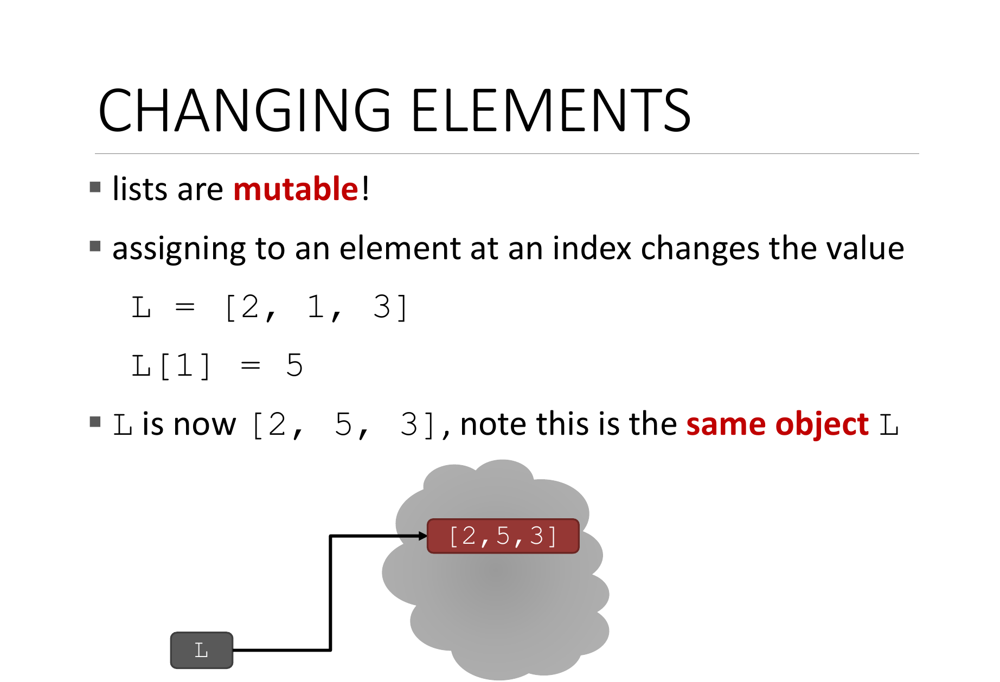 CHANGING ELEMENTS
▪ lists are mutable!
▪ assigning to an element at an index changes the value
L = [2, 1, 3]
L[1] = 5
▪ L is now [2, 5, 3], note this is the same object L
[2,5,3]
L